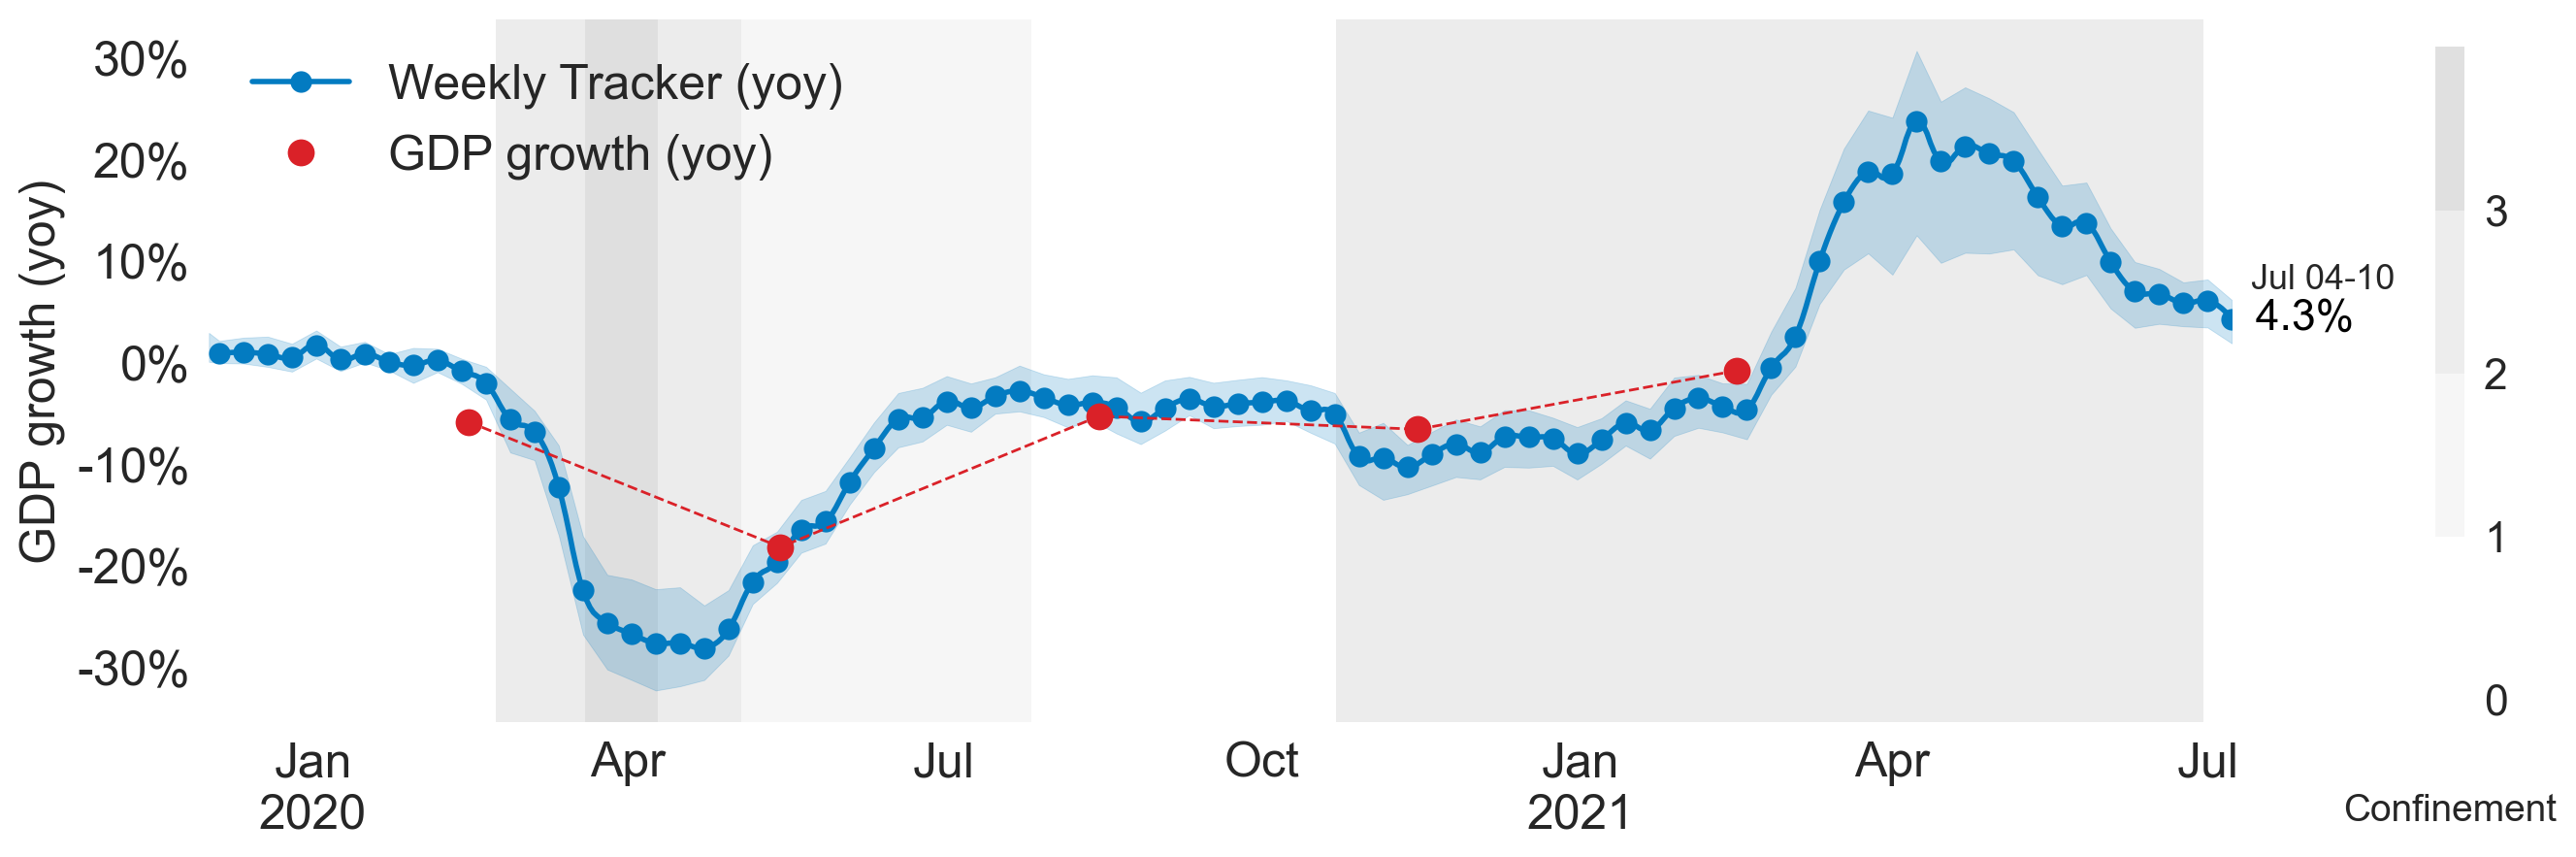 30%
20%
10%
0%
-10%
-20%
-30%
GDP growth (yoy)
Weekly Tracker (yoy)
GDP growth (yoy)
Jul 04-10
4.3%
3
2
1
0
Jan
2020
Apr
Jul
Oct
Jan
2021
Apr
Jul
Confinement